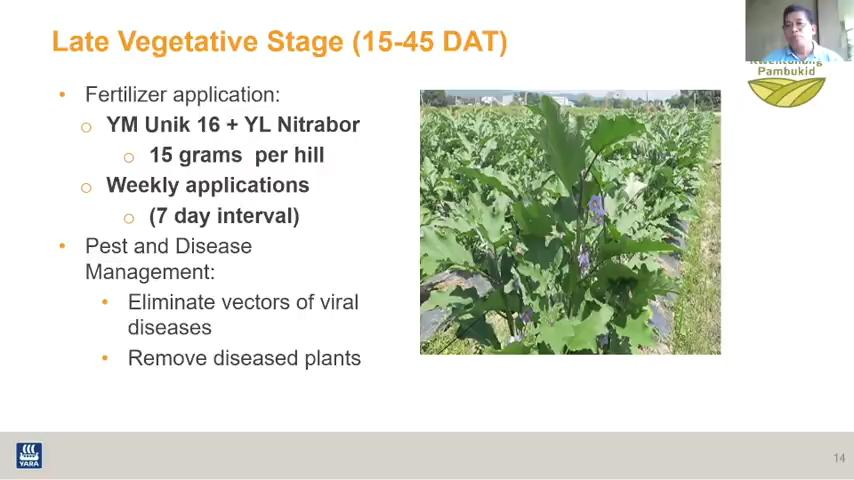 Late Vegetative Stage (15-45 DAT)
• Fertilizer application:
o YM Unik 16 + YL Nitrabor
o 15 grams per hill
o Weekly applications
o (7 day interval)
• Pest and Disease
Management:
• Eliminate vectors of viral
diseases
• Remove diseased plants
Pambukid
YARA
14